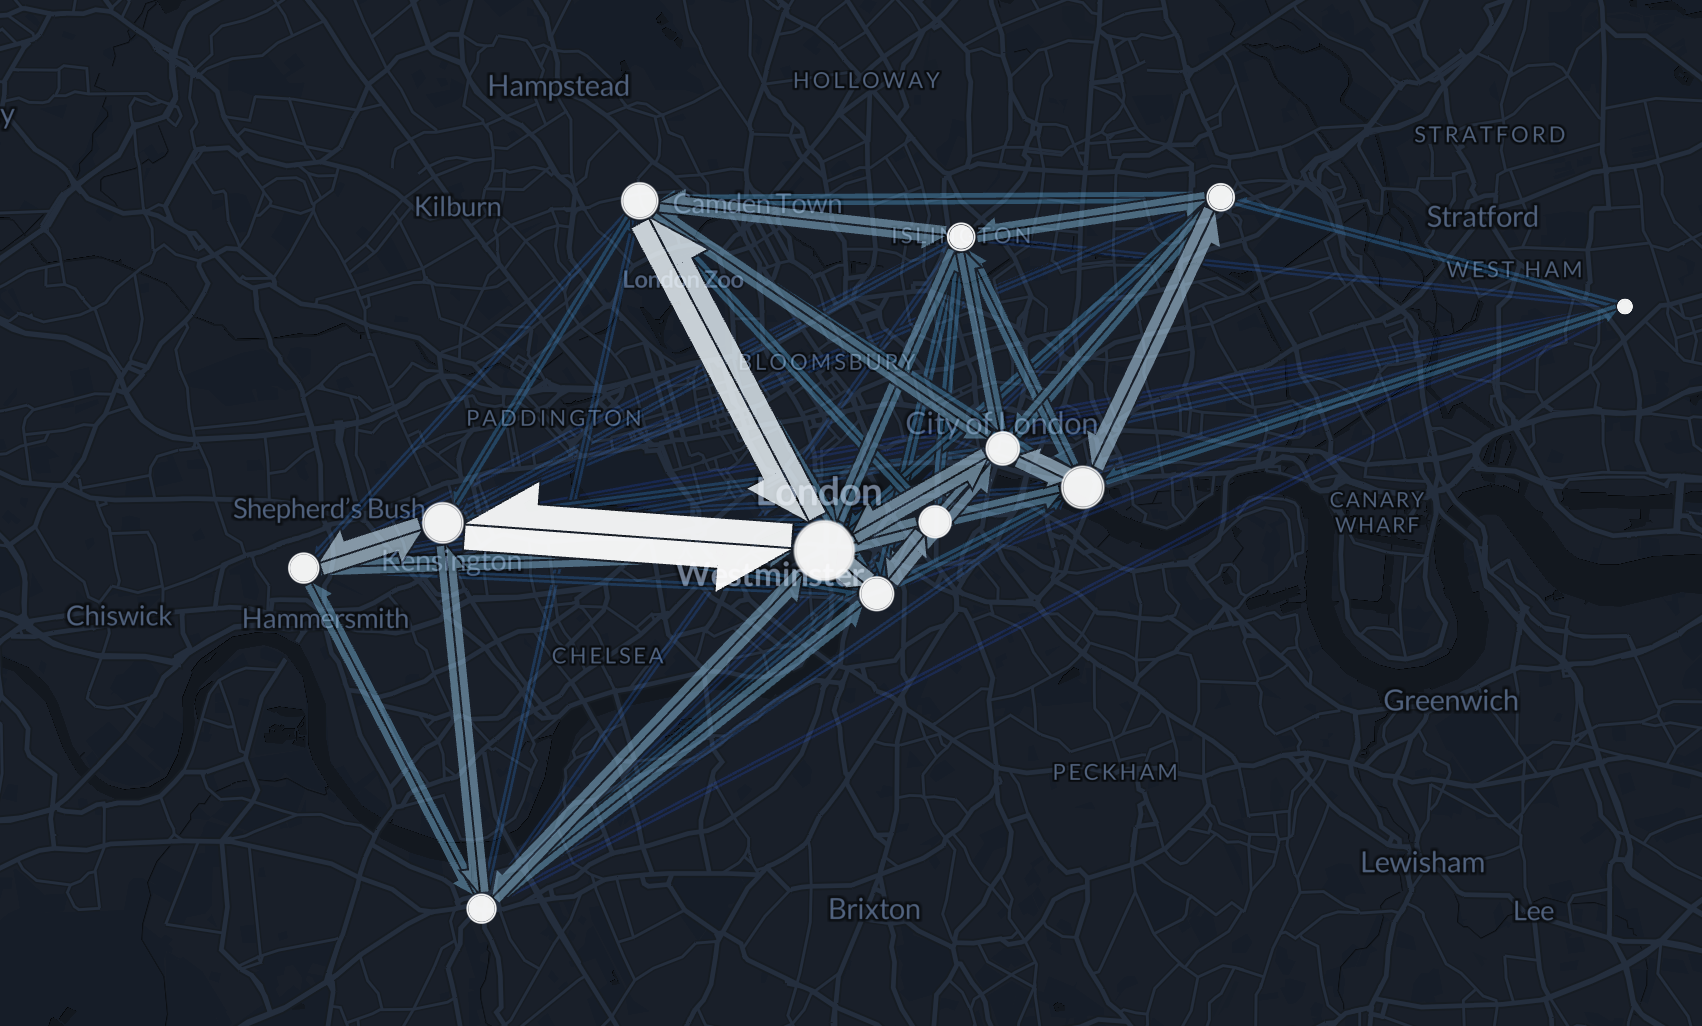 Hampstead
HOLLOWAY
y
STRATFORD
Kilburn
Camden Town
Stratford
ISLINGTON
WEST HAM
London Zoo
BLOOMSBURY
PADDINGTON
City of London
London
Shepherd's Bush
CANARY
WHARF
Kensington
Westminster
Chiswick
Hammersmith
CHELSEA
Greenwich
PECKHAM
Lewisham
Brixton
Lee